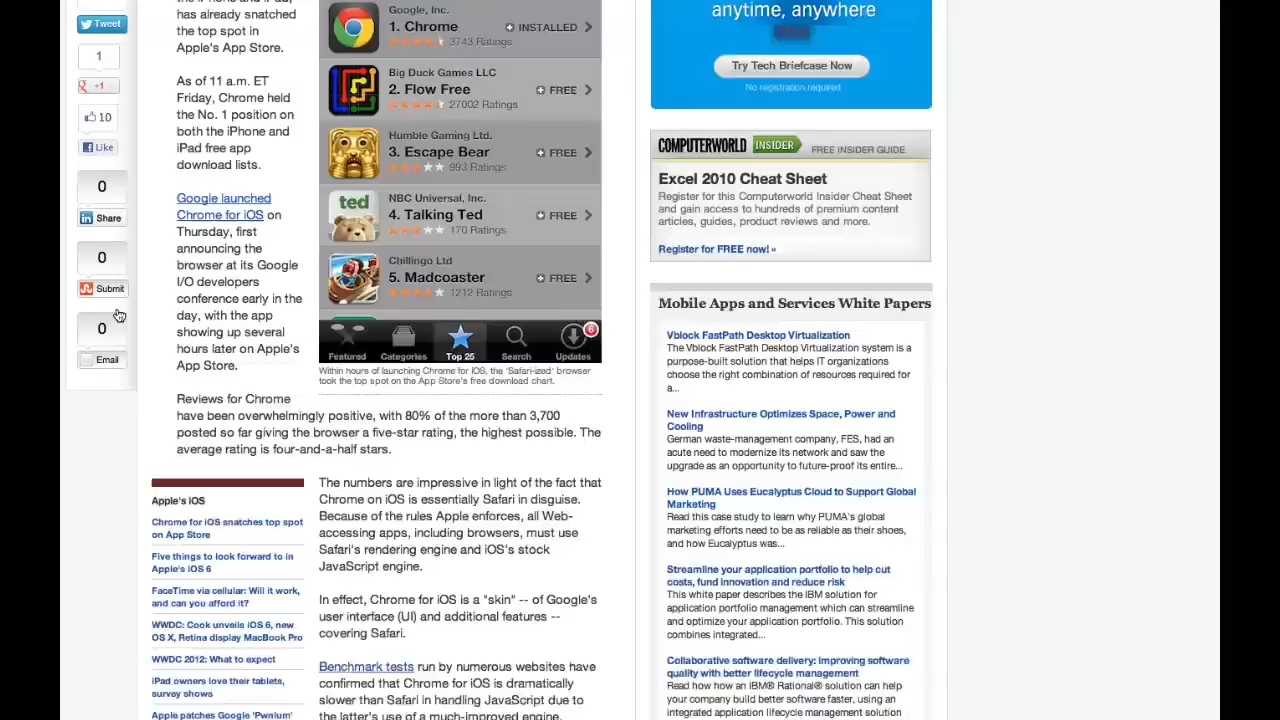 Tweet
1
+1
10
Like
0
Share
0
Submit
0
Email
the iPhone and iPad,
has already snatched
the top spot in
Apple's App Store.
As of 11 a.m. ET
Friday, Chrome held
the No. 1 position on
both the iPhone and
iPad free app
download lists.
Google launched
Chrome for iOS on
Thursday, first
announcing the
browser at its Google
I/O developers
conference early in the
day, with the app
showing up several
hours later on Apple's
App Store.
Google, Inc.
1. Chrome
INSTALLED
3743 Ratings
Big Duck Games LLC
2. Flow Free
FREE
27002 Ratings
Humble Gaming Ltd.
3. Escape Bear
FREE
993 Ratings
ted
NBC Universal, Inc.
4. Talking Ted
FREE
170 Ratings
Chillingo Ltd
5. Madcoaster
FREE
1212 Ratings
Featured Categories Top 25 Search Updates
6
Within hours of launching Chrome for iOS, the 'Safari-ized' browser
took the top spot on the App Store's free download chart.
Reviews for Chrome
have been overwhelmingly positive, with 80% of the more than 3,700
posted so far giving the browser a five-star rating, the highest possible. The
average rating is four-and-a-half stars.
Apple's iOS
Chrome for iOS snatches top spot
on App Store
Five things to look forward to in
Apple's iOS 6
FaceTime via cellular: Will it work,
and can you afford it?
WWDC: Cook unveils iOS 6, new
OS X, Retina display MacBook Pro
WWDC 2012: What to expect
iPad owners love their tablets,
survey shows
Apple patches Google 'Pwnium'
The numbers are impressive in light of the fact that
Chrome on iOS is essentially Safari in disguise.
Because of the rules Apple enforces, all Web-
accessing apps, including browsers, must use
Safari's rendering engine and iOS's stock
JavaScript engine.
In effect, Chrome for iOS is a "skin" -- of Google's
user interface (UI) and additional features --
covering Safari.
Benchmark tests run by numerous websites have
confirmed that Chrome for iOS is dramatically
slower than Safari in handling JavaScript due to
the latter's use of a much-improved engine.
anytime, anywhere
Try Tech Briefcase Now
No registration required
COMPUTERWORLD INSIDER FREE INSIDER GUIDE
Excel 2010 Cheat Sheet
Register for this Computerworld Insider Cheat Sheet
and gain access to hundreds of premium content
articles, guides, product reviews and more.
Register for FREE now! »
Mobile Apps and Services White Papers
Vblock FastPath Desktop Virtualization
The Vblock FastPath Desktop Virtualization system is a
purpose-built solution that helps IT organizations
choose the right combination of resources required for
a...
New Infrastructure Optimizes Space, Power and
Cooling
German waste-management company, FES, had an
acute need to modernize its network and saw the
upgrade as an opportunity to future-proof its entire...
How PUMA Uses Eucalyptus Cloud to Support Global
Marketing
Read this case study to learn why PUMA's global
marketing efforts need to be as reliable as their shoes,
and how Eucalyptus was...
Streamline your application portfolio to help cut
costs, fund innovation and reduce risk
This white paper describes the IBM solution for
application portfolio management which can streamline
and optimize your application portfolio. This solution
combines integrated...
Collaborative software delivery: improving software
quality with better lifecycle management
Read how how an IBM® Rational® solution can help
your company build better software faster, using an
integrated application lifecycle management solution